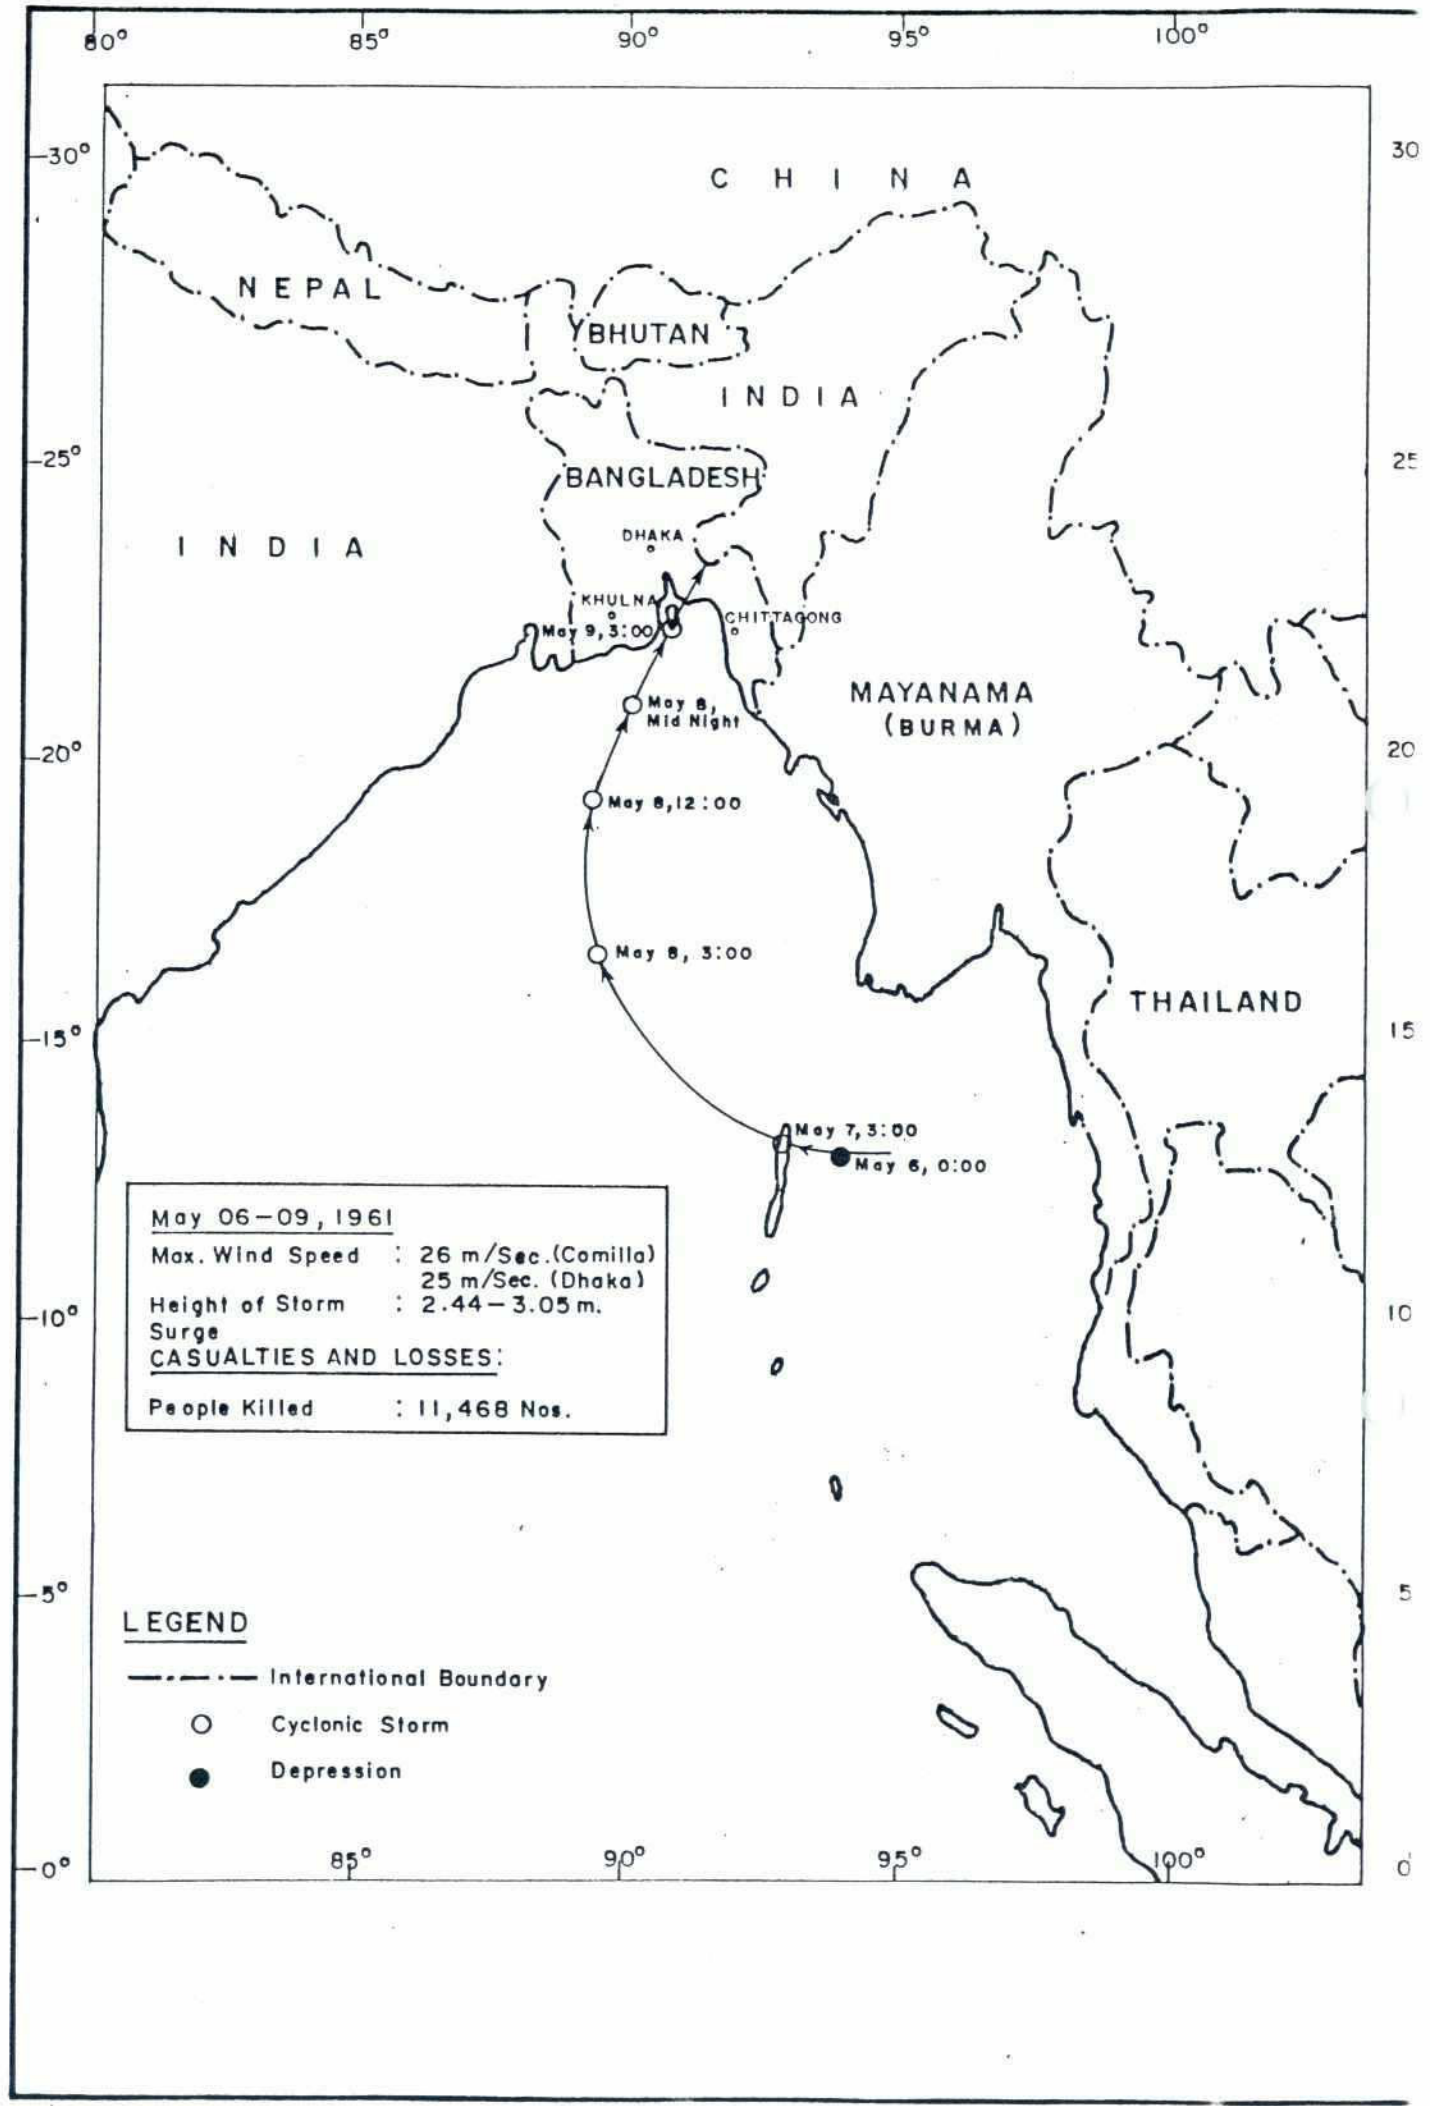 80° 85° 90° 95° 100°
30° 30
C H I N A
NEPAL
BHUTAN
INDIA
25° 25
BANGLADESH
DHAKA
INDIA
KHULNA
CHITTAGONG
May 9, 3:00
MAYANAMA
(BURMA)
May 8,
Mid Night
20° 20
May 8, 12:00
May 8, 3:00
THAILAND
15° 15
May 7, 3:00
May 6, 0:00
May 06-09, 1961
Max. Wind Speed : 26 m/Sec. (Comilla)
25 m/Sec. (Dhaka)
Height of Storm : 2.44-3.05 m.
Surge
CASUALTIES AND LOSSES:
People Killed : 11,468 Nos.
10° 10
5° 5
LEGEND
International Boundary
Cyclonic Storm
Depression
0° 0°
85° 90° 95° 100°